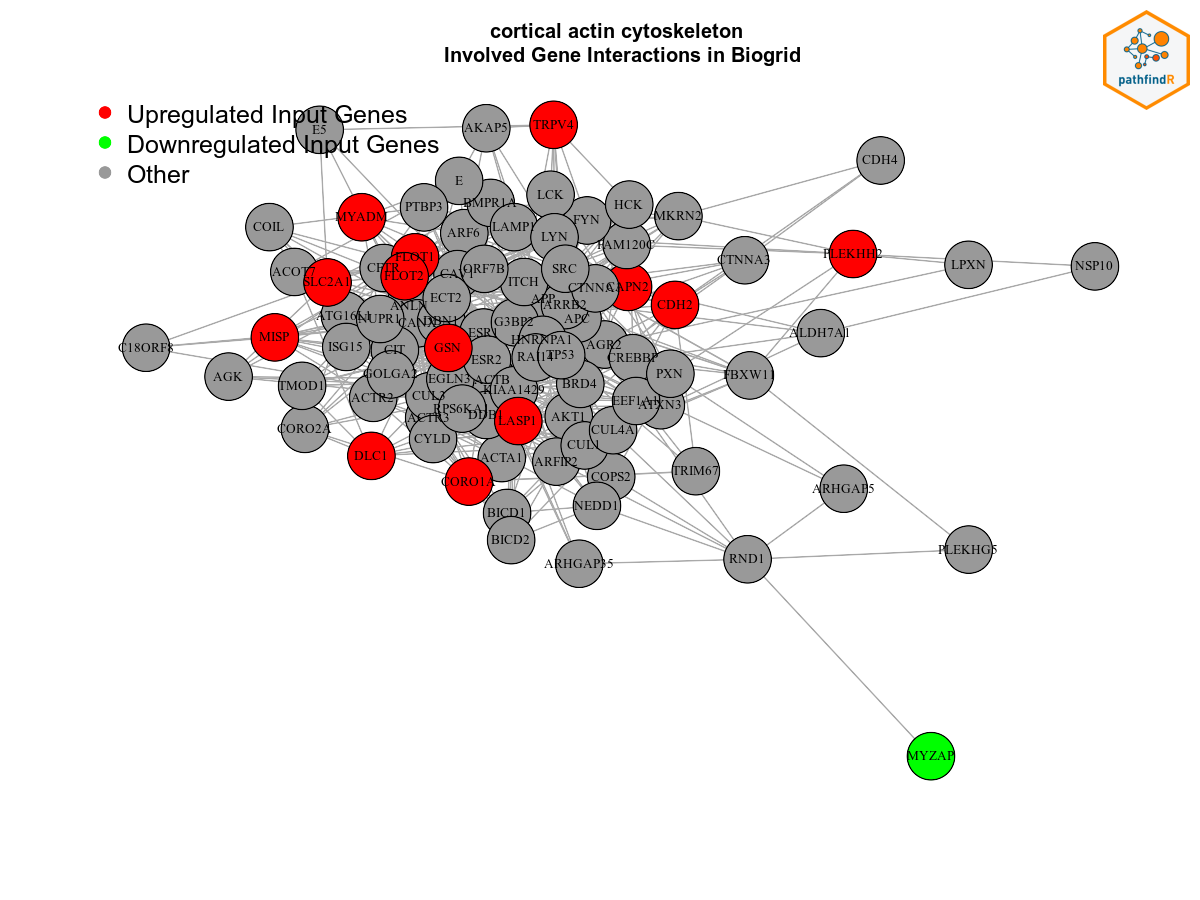 cortical actin cytoskeleton
Involved Gene Interactions in Biogrid
pathfindR
Upregulated Input Genes
Downregulated Input Genes
Other
E5
AKAP5
TRPV4
CDH4
E
LCK
BMPR1A
PTBP3
HCK
MKRN2
MYADM
FYN
COIL
LAMP1
ARF6
LYN
FAM120C
FLOT1
PLEKHH2
CTNNA3
LPXN
NSP10
ACOT7
SLC2A1
CFTR
FLOT2
CAV1
ORF7B
ITCH
SRC
CAPN2
ECT2
APP
ARRB2
CDH2
ANLN
ATG16L1
NUPR1
CANX
DBN1
G3BP2
APC
ALDH7A1
MISP
ESR1
HNRNPA1
AGR2
C18ORF8
ISG15
CIT
GSN
ESR2
RAI14
TP53
CREBBP
AGK
GOLGA2
EGLN3
ACTB
PXN
FBXW11
TMOD1
KIAA1429
BRD4
ACTR2
CUL3
EEF1A1
ATXN3
RPS6KA1
ACTR3
LASP1
AKT1
CORO2A
CYLD
CUL4A
CUL1
DLC1
ACTA1
ARFIP2
TRIM67
CORO1A
COPS2
ARHGAP5
BICD1
NEDD1
BICD2
ARHGAP35
RND1
PLEKHG5
MYZAP